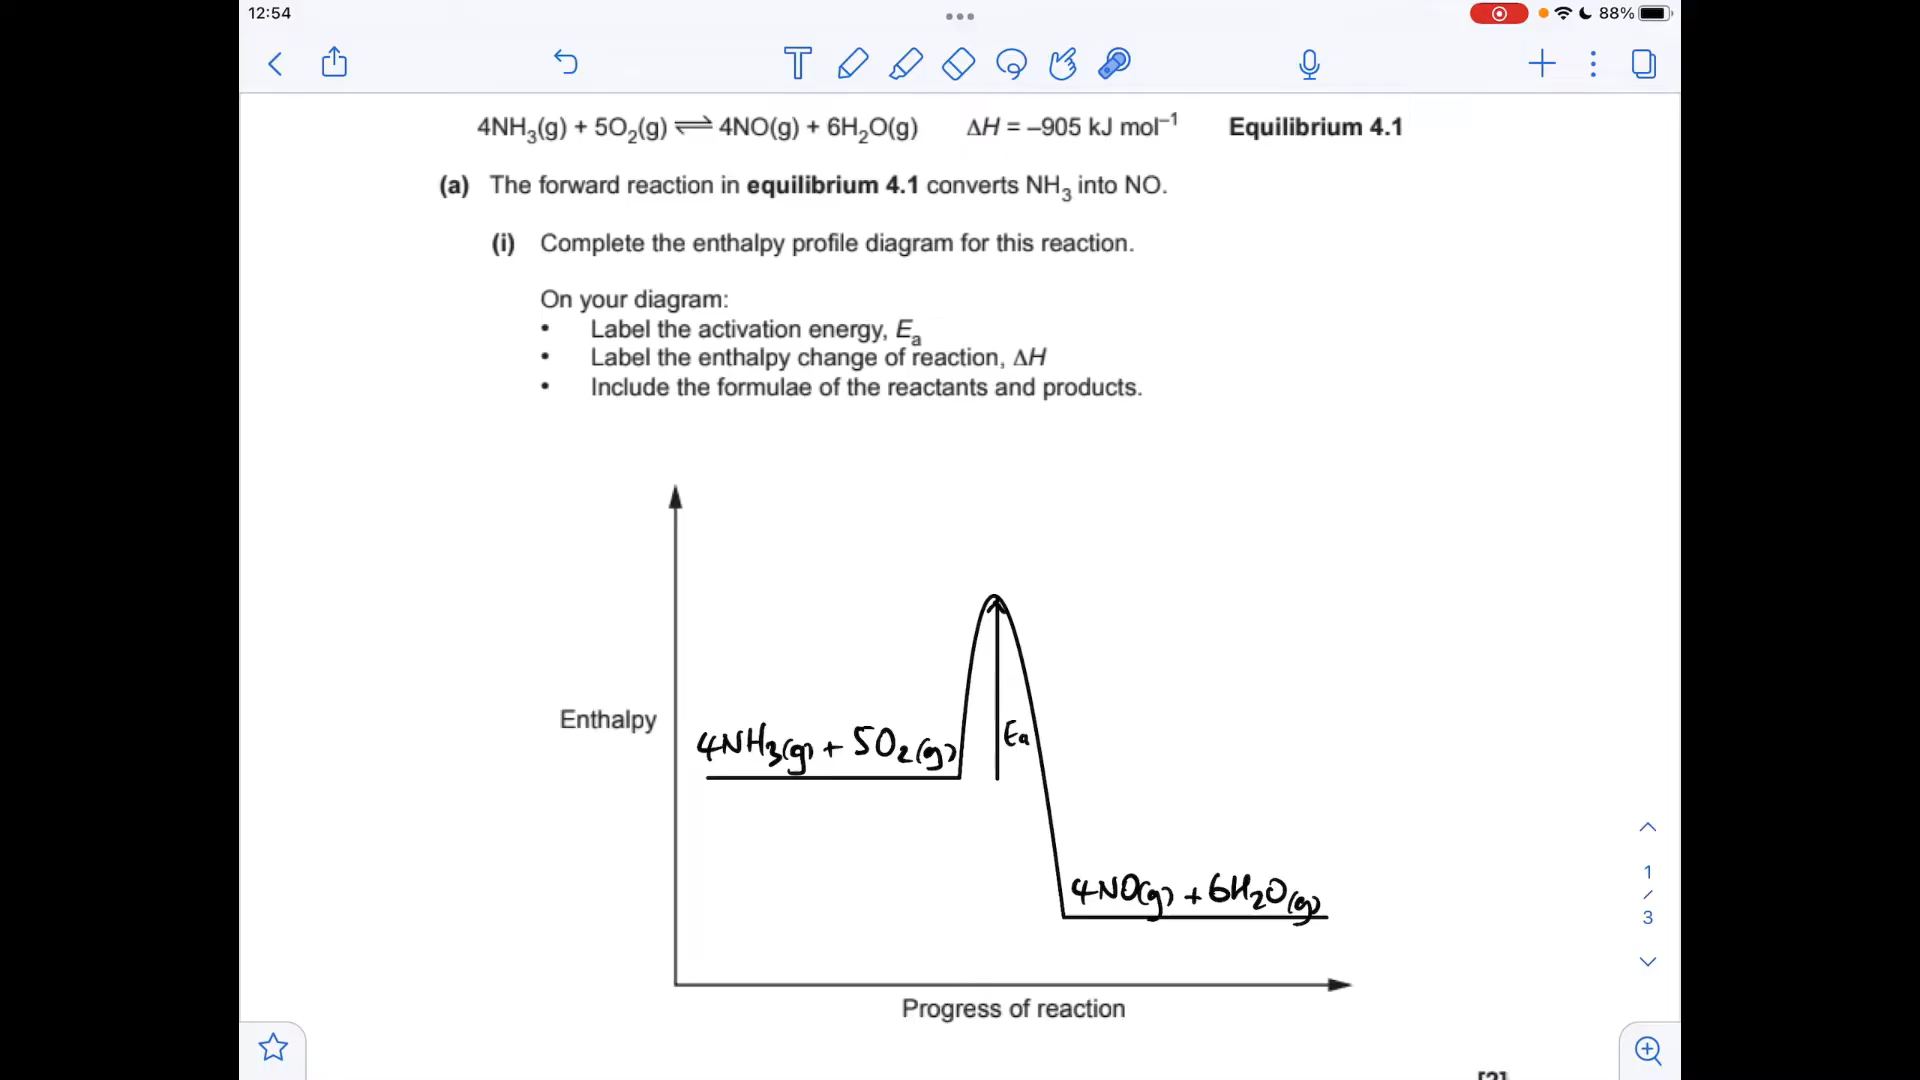 12:54
88%
4NH₃(g) + 5O₂(g) ⇌ 4NO(g) + 6H₂O(g) ΔH = –905 kJ mol⁻¹ Equilibrium 4.1
(a) The forward reaction in equilibrium 4.1 converts NH₃ into NO.
(i) Complete the enthalpy profile diagram for this reaction.
On your diagram:
• Label the activation energy, Eₐ
• Label the enthalpy change of reaction, ΔH
• Include the formulae of the reactants and products.
Enthalpy
4NH₃(g) + 5O₂(g)
Eₐ
4NO(g) + 6H₂O(g)
Progress of reaction
1
/
3